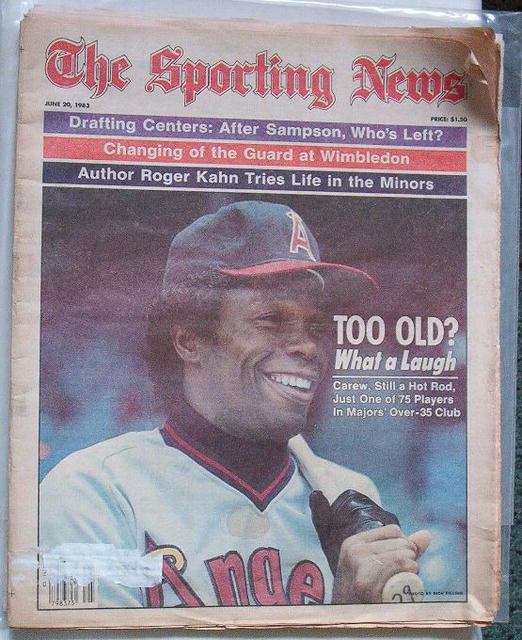 The Sporting News
JUNE 20, 1983
PRICE: $1.50
Drafting Centers: After Sampson, Who's Left?
Changing of the Guard at Wimbledon
Author Roger Kahn Tries Life in the Minors
A
TOO OLD?
What a Laugh
Carew, Still a Hot Rod,
Just One of 75 Players
In Majors' Over-35 Club
Ange
29